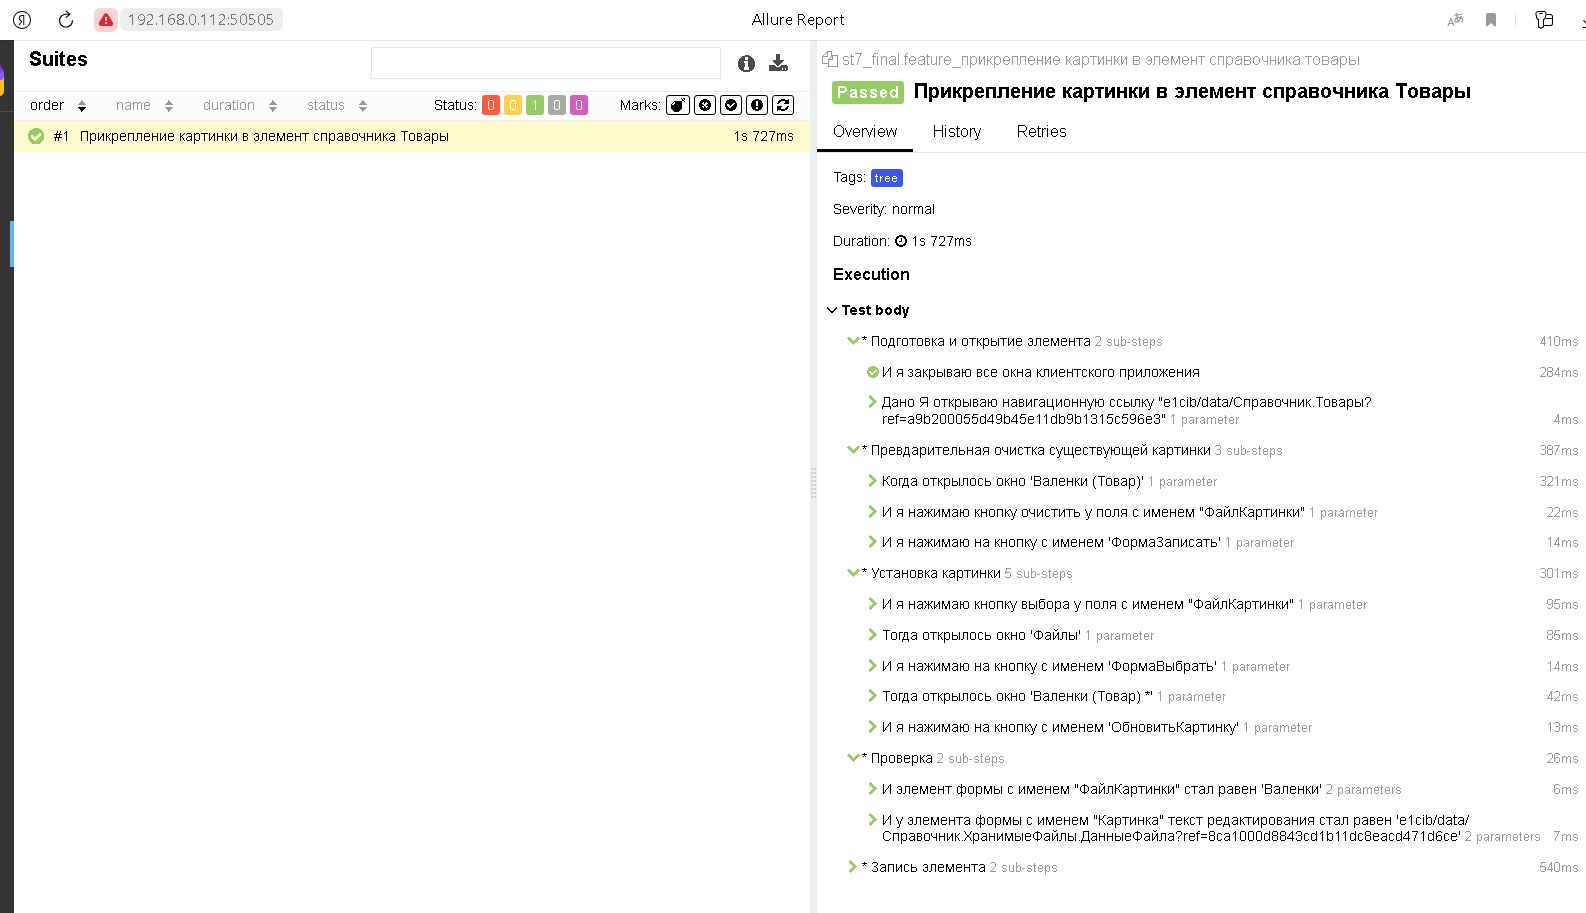 192.168.0.112:50505
Allure Report
Suites
order name duration status Status: 0 0 1 0 0 Marks:
#1 Прикрепление картинки в элемент справочника Товары 1s 727ms
st7_final.feature_прикрепление картинки в элемент справочника товары
Passed Прикрепление картинки в элемент справочника Товары
Overview History Retries
Tags: tree
Severity: normal
Duration: 1s 727ms
Execution
Test body
* Подготовка и открытие элемента 2 sub-steps 410ms
И я закрываю все окна клиентского приложения 284ms
Дано Я открываю навигационную ссылку "e1cib/data/Справочник.Товары?
ref=a9b200055d49b45e11db9b1315c596e3" 1 parameter 4ms
* Превдарительная очистка существующей картинки 3 sub-steps 387ms
Когда открылось окно 'Валенки (Товар)' 1 parameter 321ms
И я нажимаю кнопку очистить у поля с именем "ФайлКартинки" 1 parameter 22ms
И я нажимаю на кнопку с именем 'ФормаЗаписать' 1 parameter 14ms
* Установка картинки 5 sub-steps 301ms
И я нажимаю кнопку выбора у поля с именем "ФайлКартинки" 1 parameter 95ms
Тогда открылось окно 'Файлы' 1 parameter 85ms
И я нажимаю на кнопку с именем 'ФормаВыбрать' 1 parameter 14ms
Тогда открылось окно 'Валенки (Товар) *' 1 parameter 42ms
И я нажимаю на кнопку с именем 'ОбновитьКартинку' 1 parameter 13ms
* Проверка 2 sub-steps 26ms
И элемент формы с именем "ФайлКартинки" стал равен 'Валенки' 2 parameters 6ms
И у элемента формы с именем "Картинка" текст редактирования стал равен 'e1cib/data/
Справочник.ХранимыеФайлы.ДанныеФайла?ref=8ca1000d8843cd1b11dc8eacd471d6ce' 2 parameters 7ms
* Запись элемента 2 sub-steps 540ms